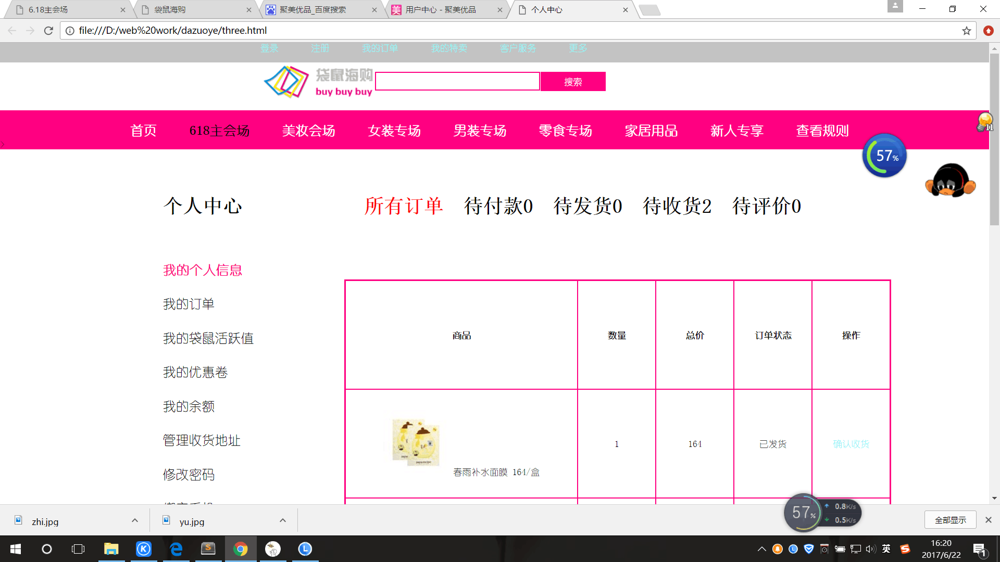 6.18主会场
袋鼠海购
聚美优品_百度搜索
用户中心 - 聚美优品
个人中心
file:///D:/web%20work/dazuoye/three.html
登录 注册 我的订单 我的特卖 客户服务 更多
袋鼠海购
buy buy buy
搜索
首页 618主会场 美妆会场 女装专场 男装专场 零食专场 家居用品 新人专享 查看规则
11
57%
个人中心
所有订单 待付款0 待发货0 待收货2 待评价0
我的个人信息
我的订单
我的袋鼠活跃值
我的优惠卷
我的余额
管理收货地址
修改密码
商品 数量 总价 订单状态 操作
春雨补水面膜 164/盒 1 164 已发货 确认收货
57%
0.8K/s
0.5K/s
zhi.jpg
yu.jpg
全部显示
英
16:20
2017/6/22
1